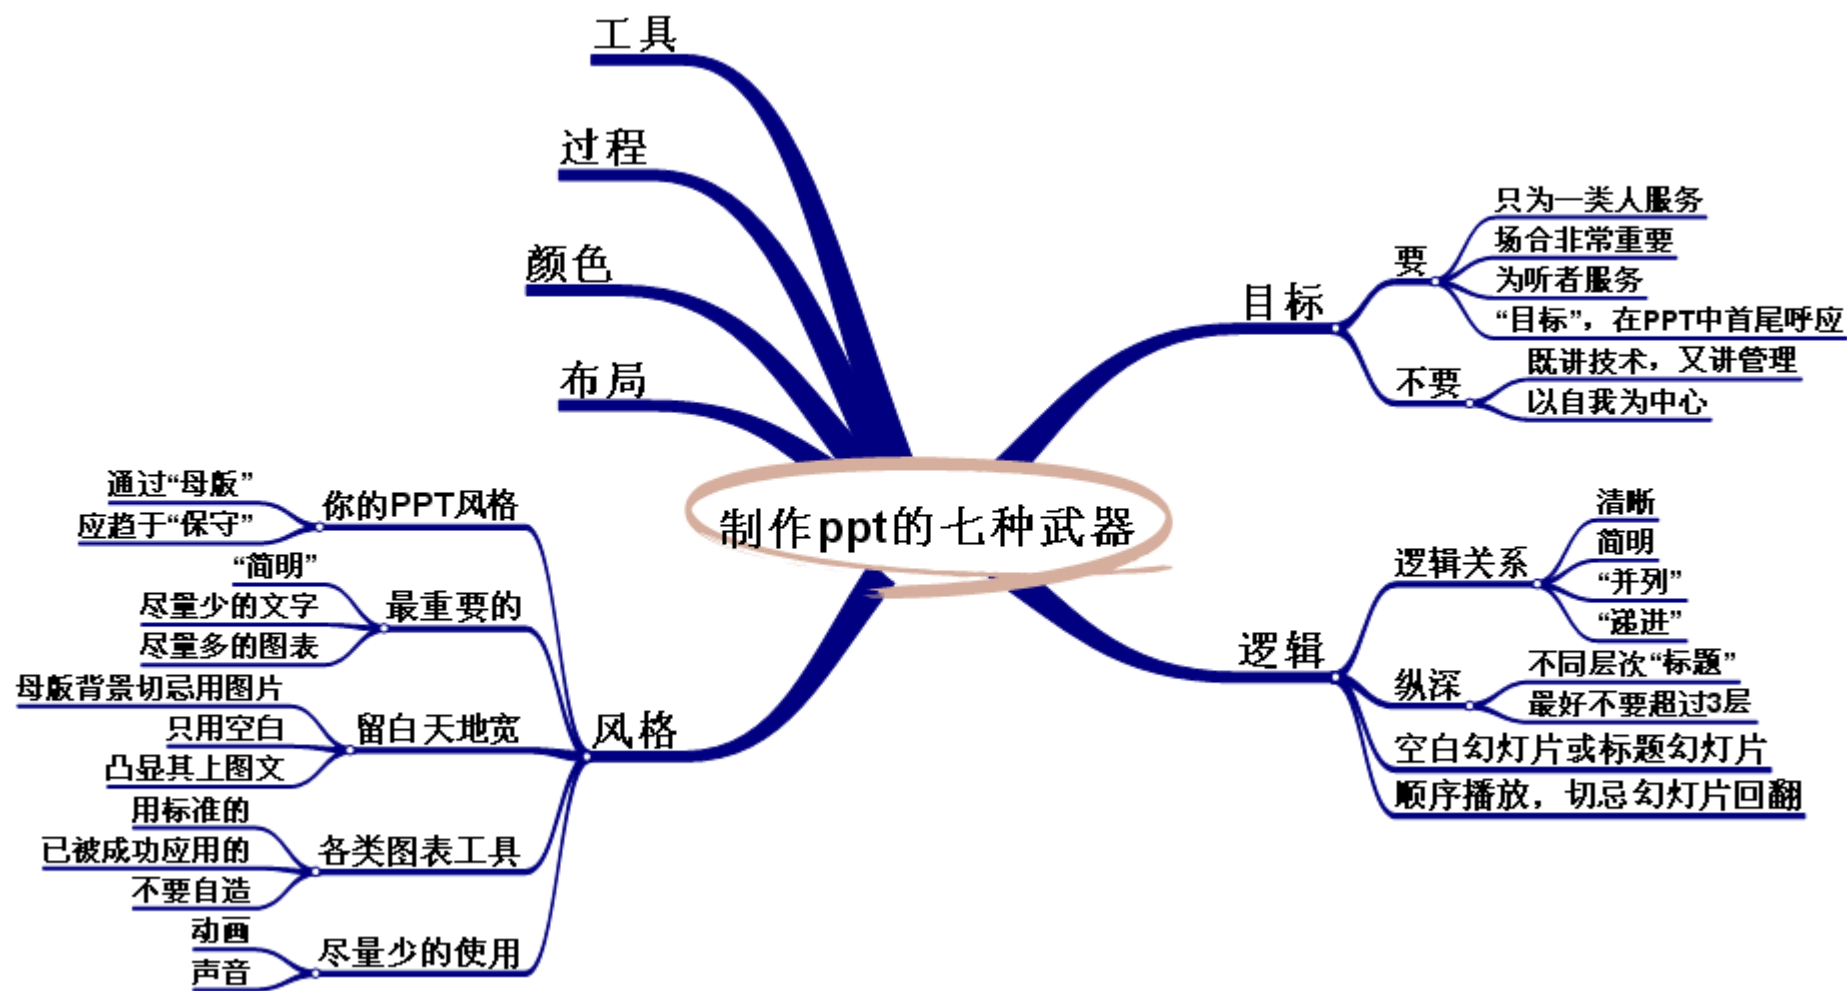 制作ppt的七种武器
目标
要
只为一类人服务
场合非常重要
为听者服务
“目标”，在PPT中首尾呼应
不要
既讲技术，又讲管理
以自我为中心
逻辑
逻辑关系
清晰
简明
“并列”
“递进”
纵深
不同层次“标题”
最好不要超过3层
空白幻灯片或标题幻灯片
顺序播放，切忌幻灯片回翻
风格
你的PPT风格
通过“母版”
应趋于“保守”
最重要的
“简明”
尽量少的文字
尽量多的图表
留白天地宽
母版背景切忌用图片
只用空白
凸显其上图文
各类图表工具
用标准的
已被成功应用的
不要自造
尽量少的使用
动画
声音
布局
颜色
过程
工具